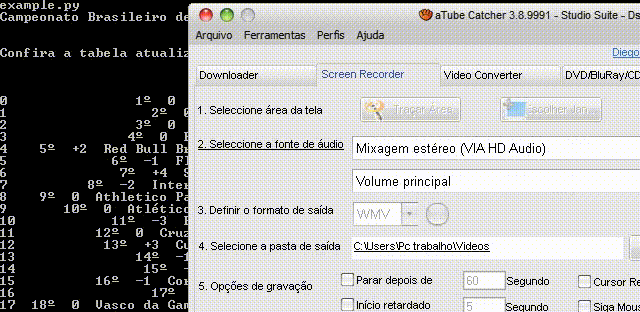 example.py
Campeonato Brasileiro de
Confira a tabela atualiz
0 1º 0
1 2º 0
2 3º 0
3 4º 0 B
4 5º +2 Red Bull Br
5 6º -1 Fl
6 7º +4 S
7 8º -2 Inter
8 9º 0 Athletico Pa
9 10º 0 Atlétic
10 11º -3 B
11 12º 0 Cruz
12 13º +3 Cu
13 14º -1
14 15º -
15 16º -1 Cor
16 17º
17 18º 0 Vasco da Gam
aTube Catcher 3.8.9991 - Studio Suite - Ds
Arquivo Ferramentas Perfis Ajuda
Diego
Downloader Screen Recorder Video Converter DVD/BluRay/CD
1. Seleccione área da tela Traçar Área Escolher Jan...
2. Seleccione a fonte de áudio Mixagem estéreo (VIA HD Audio)
Volume principal
3. Definir o formato de saída WMV
4. Selecione a pasta de saída C:\Users\Pc trabalho\Videos
5. Opções de gravação Parar depois de 60 Segundo Cursor Re
Início retardado 5 Segundo Siga Mous